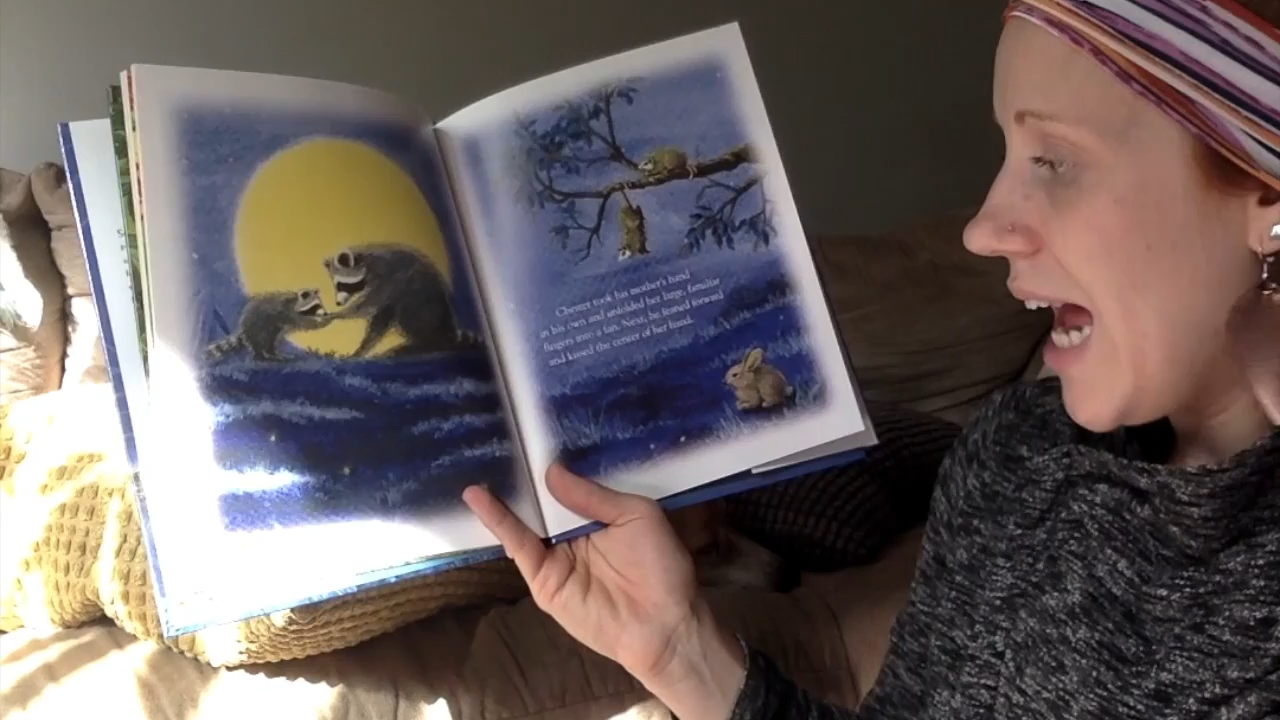 Chester took his mother's hand
in his own and unfolded her large, familiar
fingers into a fan. Next, he leaned forward
and kissed the center of her hand.